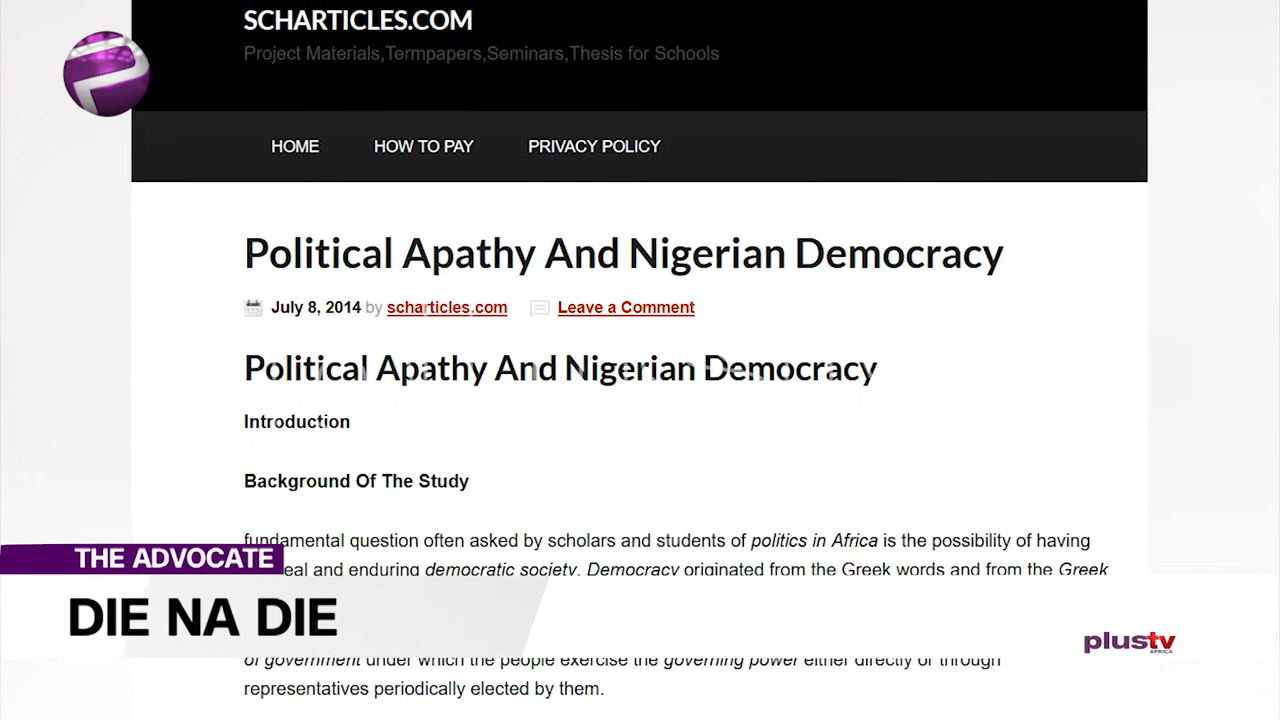 SCHARTICLES.COM
Project Materials,Termpapers,Seminars,Thesis for Schools
HOME HOW TO PAY PRIVACY POLICY
Political Apathy And Nigerian Democracy
July 8, 2014 by scharticles.com Leave a Comment
Political Apathy And Nigerian Democracy
Introduction
Background Of The Study
fundamental question often asked by scholars and students of politics in Africa is the possibility of having
eal and enduring democratic society. Democracy originated from the Greek words and from the Greek
THE ADVOCATE
DIE NA DIE
plustv
AFRICA
of government under which the people exercise the governing power either directly or through
representatives periodically elected by them.